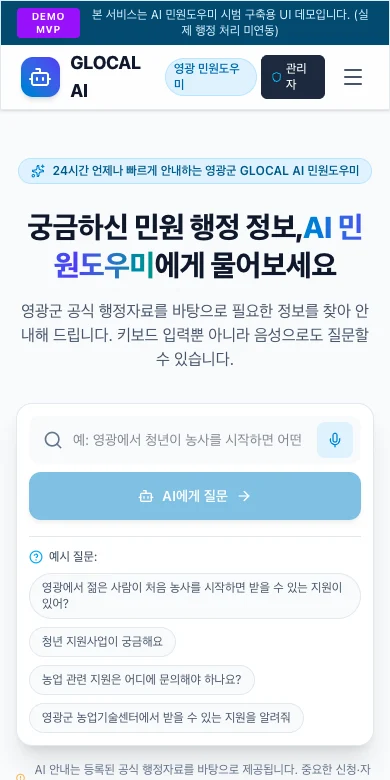 DEMO
MVP
본 서비스는 AI 민원도우미 시범 구축용 UI 데모입니다. (실
제 행정 처리 미연동)
GLOCAL
AI
영광 민원도우
미
관리
자
24시간 언제나 빠르게 안내하는 영광군 GLOCAL AI 민원도우미
궁금하신 민원 행정 정보,AI 민
원도우미에게 물어보세요
영광군 공식 행정자료를 바탕으로 필요한 정보를 찾아 안
내해 드립니다. 키보드 입력뿐 아니라 음성으로도 질문할
수 있습니다.
예: 영광에서 청년이 농사를 시작하면 어떤
AI에게 질문
예시 질문:
영광에서 젊은 사람이 처음 농사를 시작하면 받을 수 있는 지원이
있어?
청년 지원사업이 궁금해요
농업 관련 지원은 어디에 문의해야 하나요?
영광군 농업기술센터에서 받을 수 있는 지원을 알려줘
AI 안내는 등록된 공식 행정자료를 바탕으로 제공됩니다. 중요한 신청·자